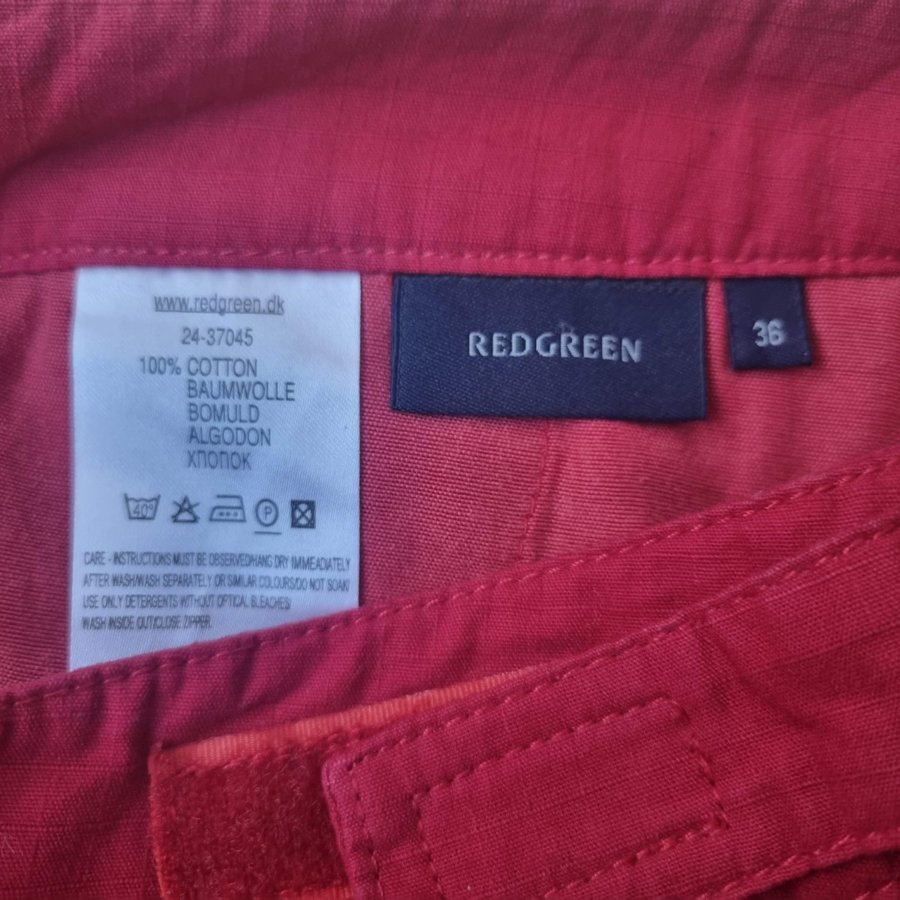 www.redgreen.dk
24-37045
100% COTTON
BAUMWOLLE
BOMULD
ALGODON
хлопок
40°
P
CARE - INSTRUCTIONS MUST BE OBSERVED/HANG DRY IMMEADIATLY
AFTER WASH/WASH SEPARATELY OR SIMILAR COLOURS/DO NOT SOAK/
USE ONLY DETERGENTS WITHOUT OPTICAL BLEACHES/
WASH INSIDE OUT/CLOSE ZIPPER.
REDGREEN
36